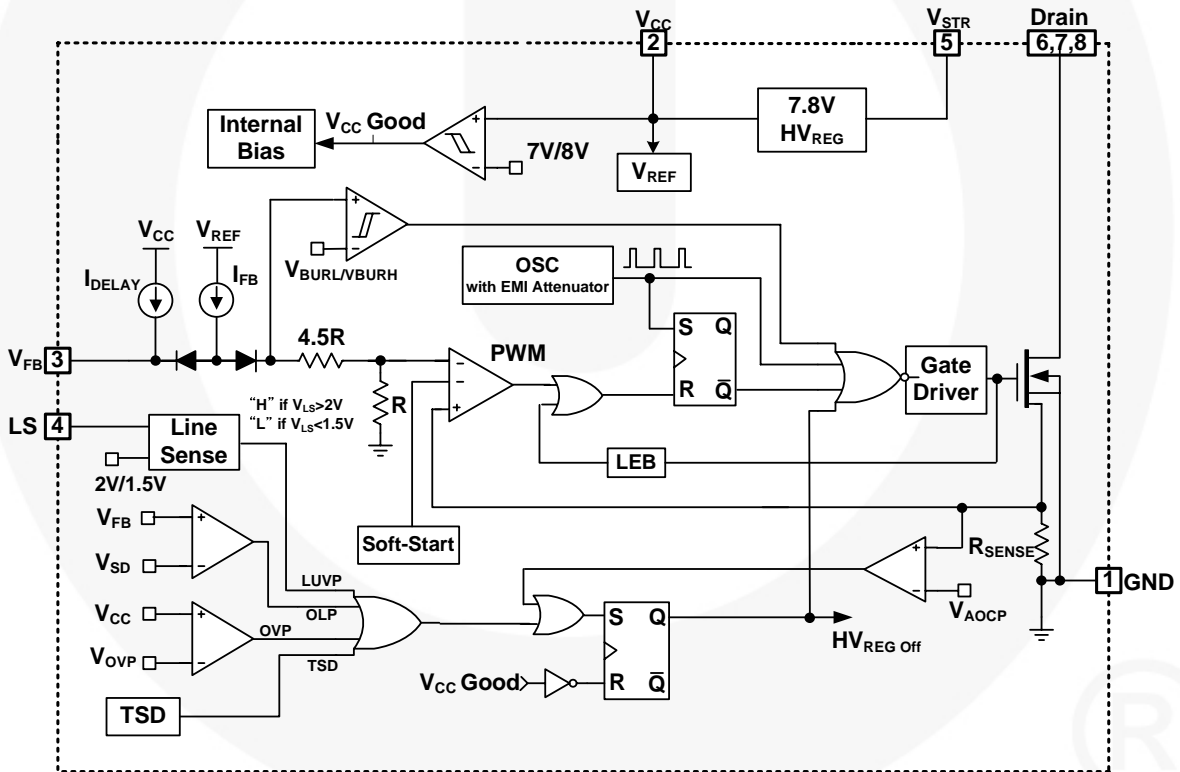 VCC
VSTR
Drain
2
5
6,7,8
Internal
Bias
VCC Good
7V/8V
VREF
7.8V
HVREG
VCC
VREF
IDELAY
IFB
VBURL/VBURH
OSC
with EMI Attenuator
VFB 3
4.5R
R
PWM
S Q
R Q̅
Gate
Driver
LS 4
Line
Sense
"H" if VLS>2V
"L" if VLS<1.5V
2V/1.5V
LEB
Soft-Start
VFB
VSD
VCC
VOVP
TSD
LUVP
OLP
OVP
TSD
VCC Good
S Q
R Q̅
HVREG Off
VAOCP
RSENSE
1 GND
+
-
+
-
-
-
+
+
-
+
-
+
-
®